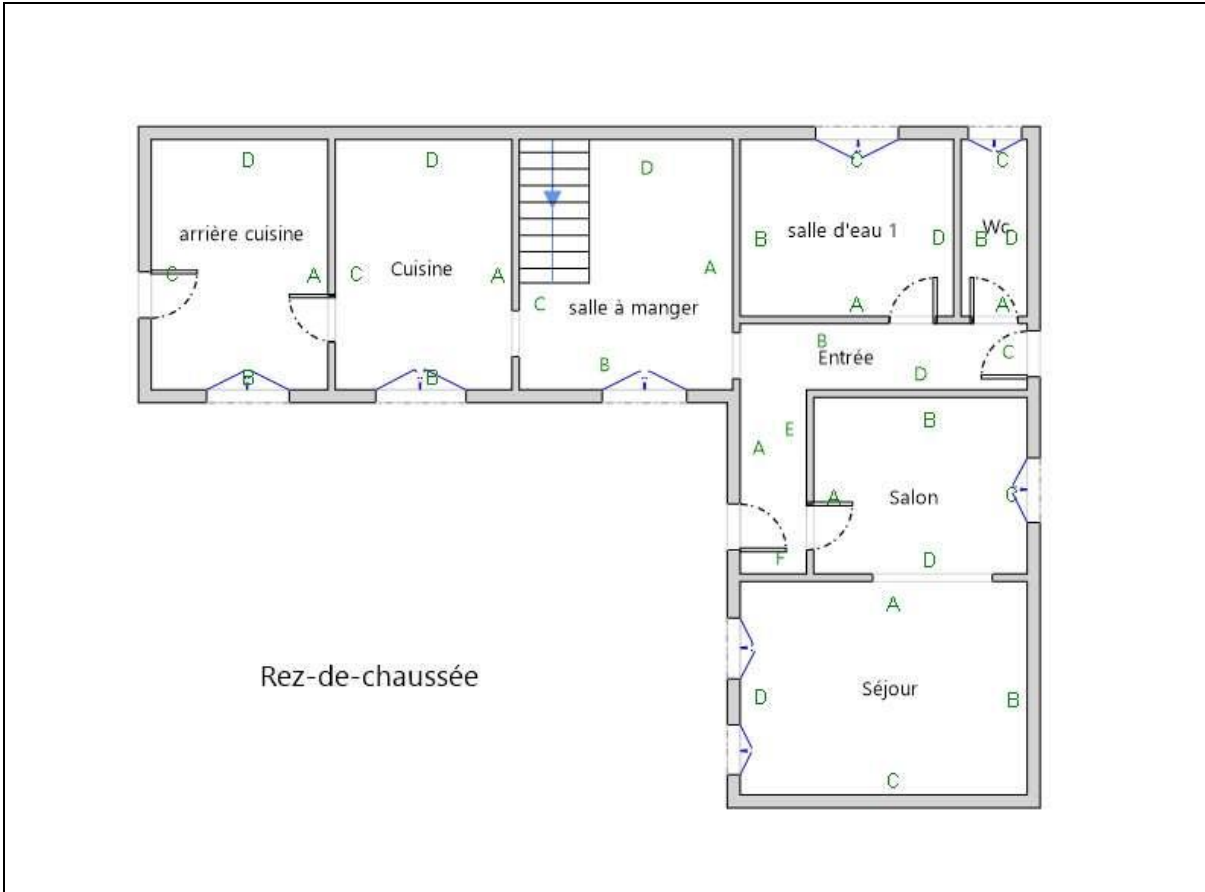 D D D C C
arrière cuisine
Cuisine
salle à manger
salle d'eau 1
Wc
B D B D
C A C A C A
A A
B B B B
Entrée
B C
D
B
A E
A Salon C
D
F
A
Rez-de-chaussée
Séjour
D B
C